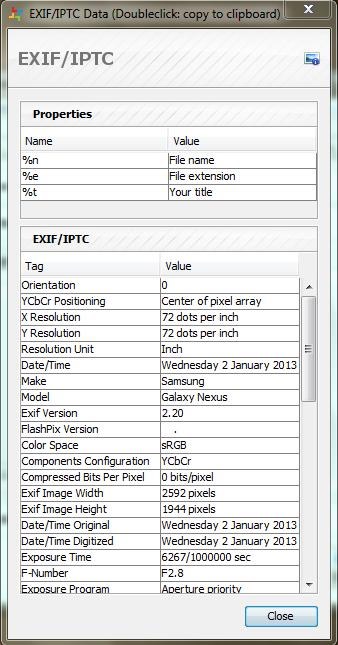 EXIF/IPTC Data (Doubleclick: copy to clipboard)
EXIF/IPTC
Properties
Name Value
%n File name
%e File extension
%t Your title
EXIF/IPTC
Tag Value
Orientation 0
YCbCr Positioning Center of pixel array
X Resolution 72 dots per inch
Y Resolution 72 dots per inch
Resolution Unit Inch
Date/Time Wednesday 2 January 2013
Make Samsung
Model Galaxy Nexus
Exif Version 2.20
FlashPix Version .
Color Space sRGB
Components Configuration YCbCr
Compressed Bits Per Pixel 0 bits/pixel
Exif Image Width 2592 pixels
Exif Image Height 1944 pixels
Date/Time Original Wednesday 2 January 2013
Date/Time Digitized Wednesday 2 January 2013
Exposure Time 6267/1000000 sec
F-Number F2.8
Exposure Program Aperture priority
Close